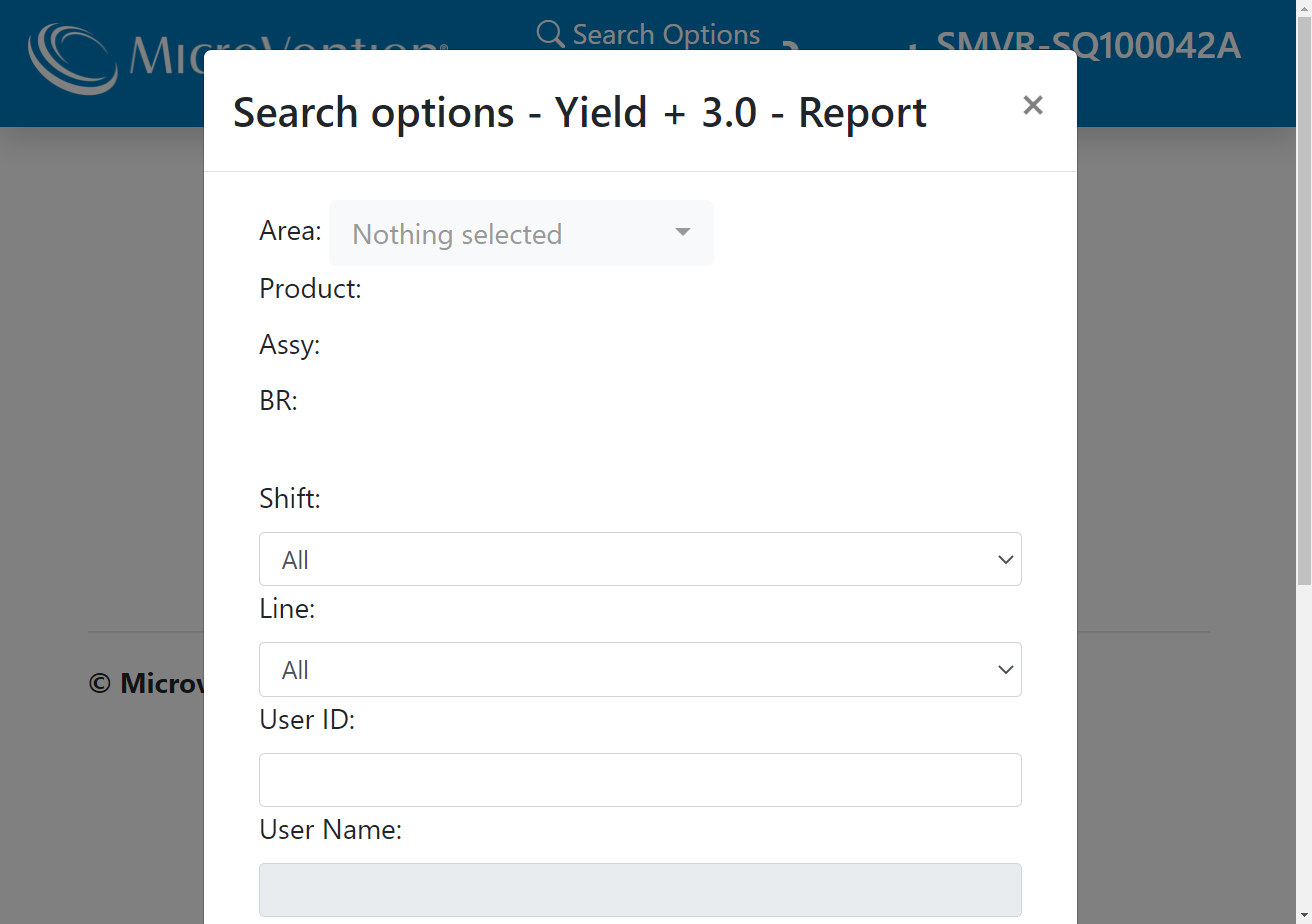 MicroVention®
Search Options
SMVR-SQ100042A
Search options - Yield + 3.0 - Report
×
Area: Nothing selected
Product:
Assy:
BR:
Shift:
All
Line:
All
© Microv
User ID:
User Name: